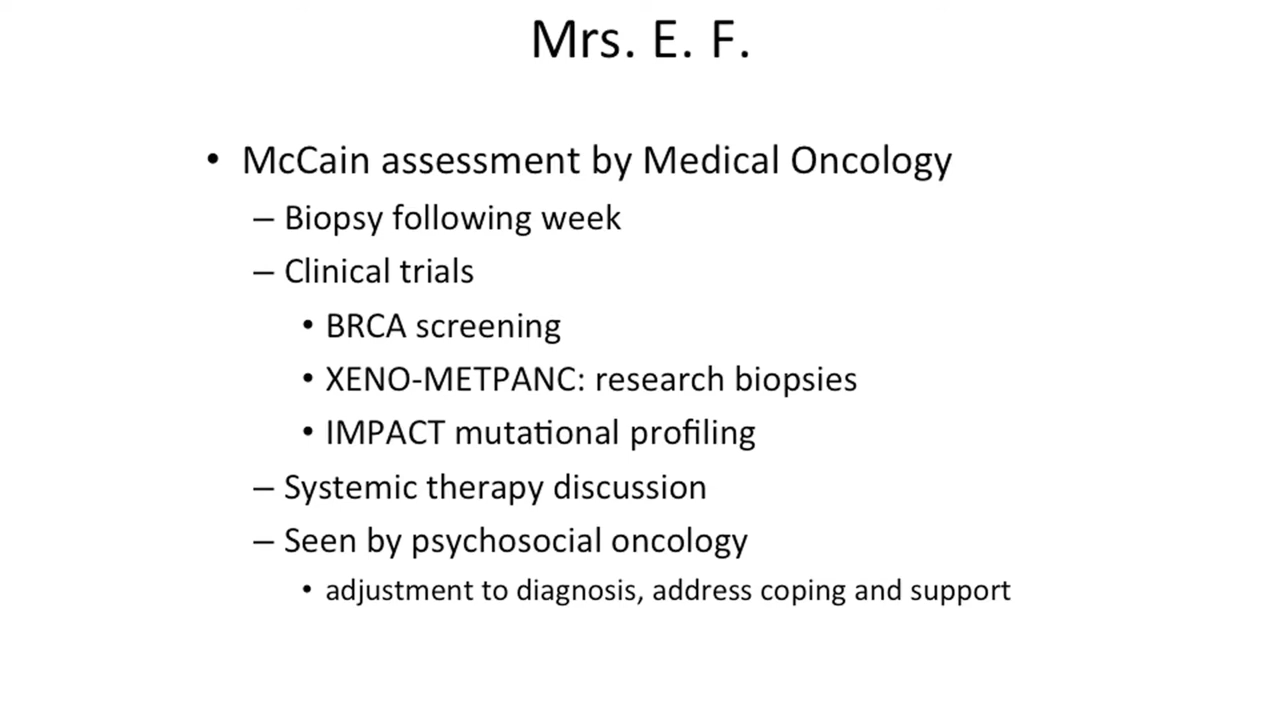 Mrs. E. F.
• McCain assessment by Medical Oncology
– Biopsy following week
– Clinical trials
• BRCA screening
• XENO-METPANC: research biopsies
• IMPACT mutational profiling
– Systemic therapy discussion
– Seen by psychosocial oncology
• adjustment to diagnosis, address coping and support